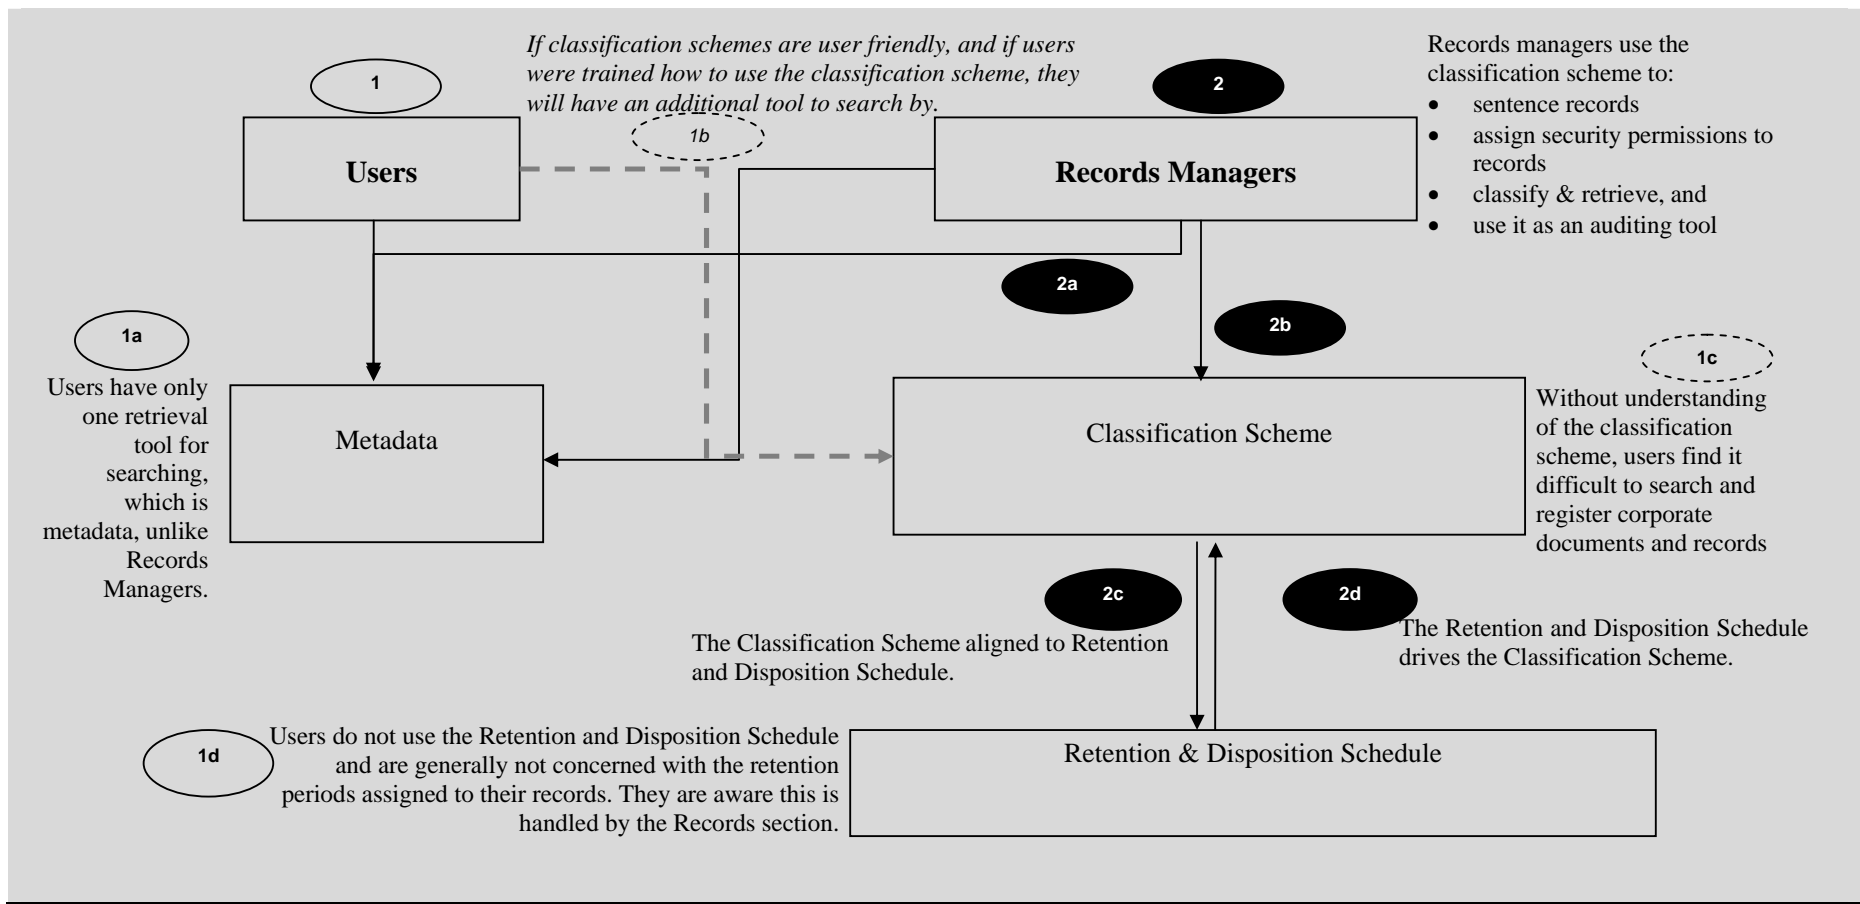 If classification schemes are user friendly, and if users
were trained how to use the classification scheme, they
will have an additional tool to search by.
1
1b
2
Users
Records Managers
Records managers use the
classification scheme to:
• sentence records
• assign security permissions to
records
• classify & retrieve, and
• use it as an auditing tool
2a
2b
1a
Users have only
one retrieval
tool for
searching,
which is
metadata, unlike
Records
Managers.
Metadata
Classification Scheme
1c
Without understanding
of the classification
scheme, users find it
difficult to search and
register corporate
documents and records
2c
2d
The Classification Scheme aligned to Retention
and Disposition Schedule.
The Retention and Disposition Schedule
drives the Classification Scheme.
1d
Users do not use the Retention and Disposition Schedule
and are generally not concerned with the retention
periods assigned to their records. They are aware this is
handled by the Records section.
Retention & Disposition Schedule